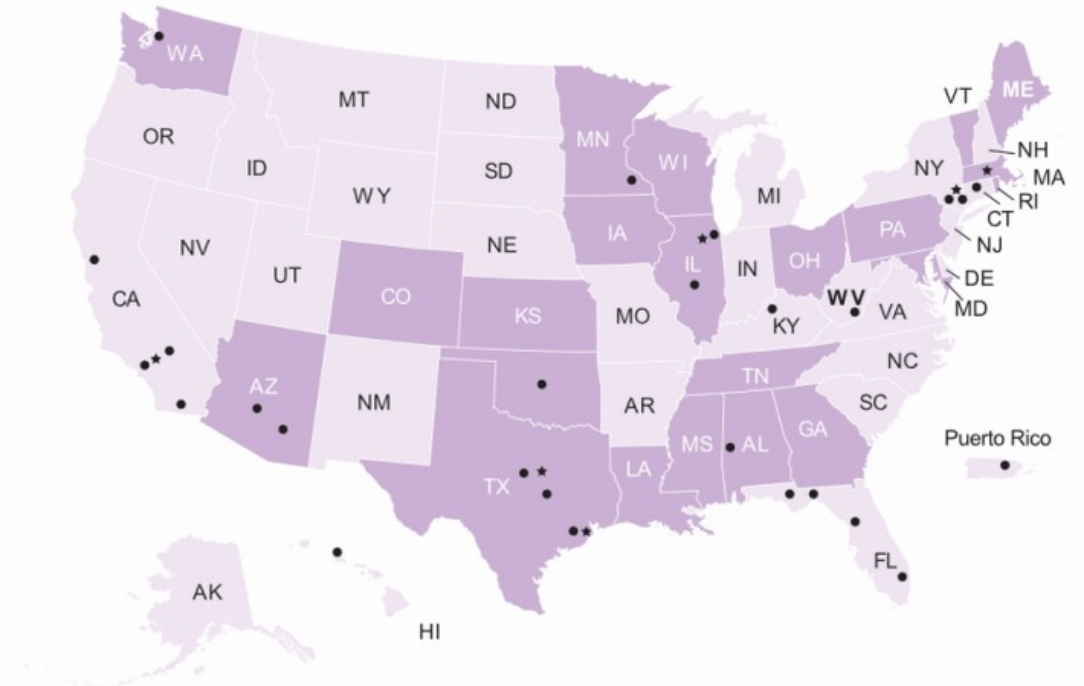 WA
VT
ME
MT
ND
MN
OR
NH
ID
SD
WI
NY
MA
WY
MI
RI
CT
NV
NE
IA
PA
NJ
UT
IL
IN
OH
DE
CA
CO
WV
MD
KS
MO
KY
VA
NC
AZ
NM
TN
AR
SC
MS
AL
GA
Puerto Rico
LA
TX
FL
AK
HI